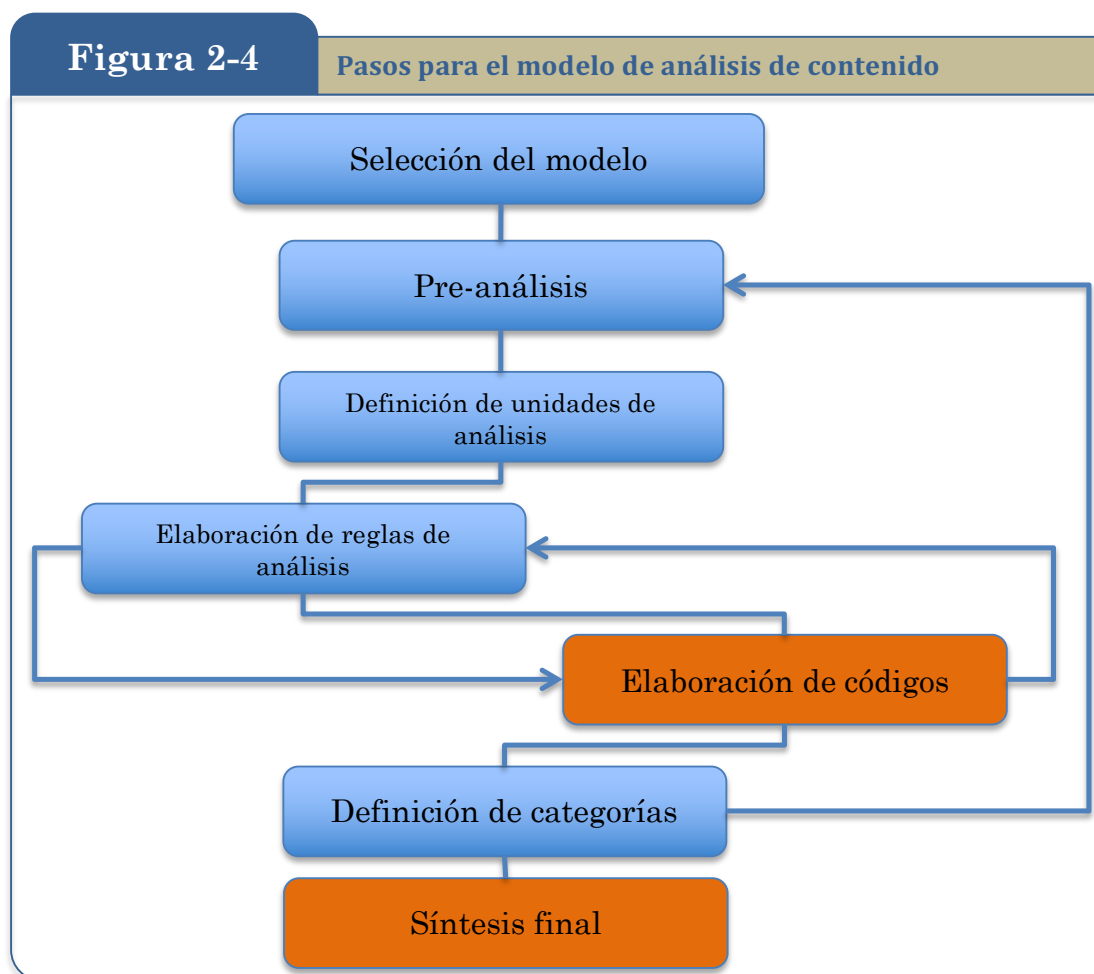 Figura 2-4
Pasos para el modelo de análisis de contenido
Selección del modelo
Pre-análisis
Definición de unidades de
análisis
Elaboración de reglas de
análisis
Elaboración de códigos
Definición de categorías
Síntesis final